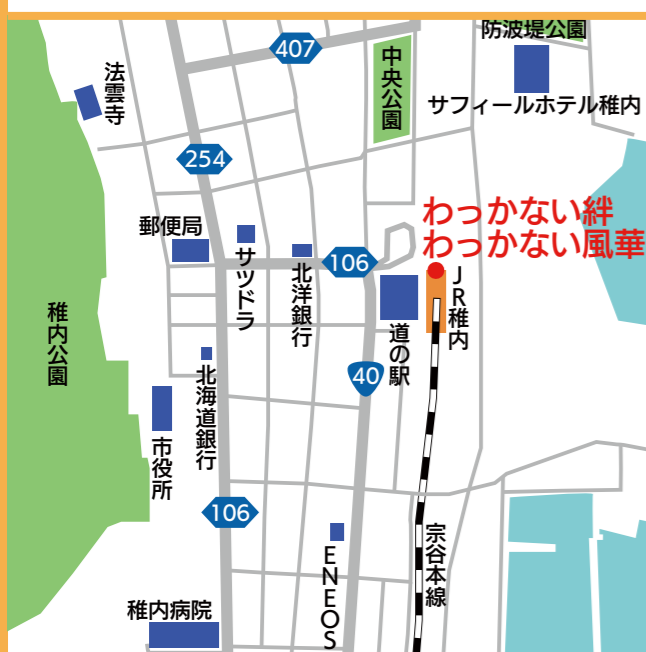 防波堤公園
407
中央公園
法雲寺
サフィールホテル稚内
254
わっかない絆
わっかない風華
郵便局
サツドラ
北洋銀行
106
JR稚内
道の駅
稚内公園
40
北海道銀行
市役所
106
ENEOS
宗谷本線
稚内病院